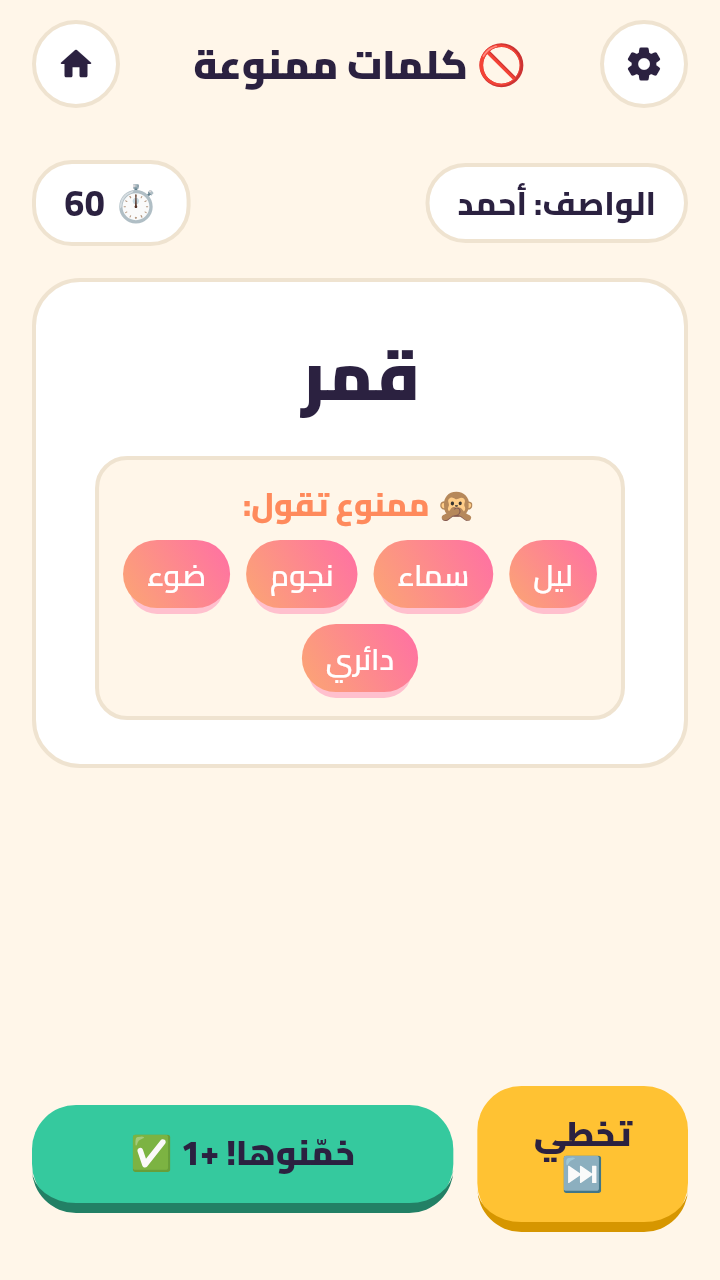 🚫 كلمات ممنوعة
الواصف: أحمد
⏱️ 60
قمر
🙊 ممنوع تقول:
ليل سماء نجوم ضوء
دائري
تخطي ⏭️
خمّنوها! +1 ✅